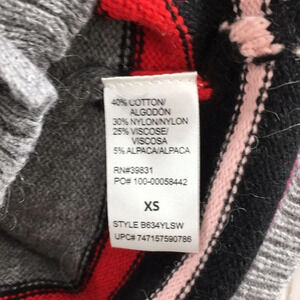 40% COTTON/
ALGODÓN
30% NYLON/NYLON
25% VISCOSE/
VISCOSA
5% ALPACA/ALPACA
RN#39831
PO# 100-00058442
XS
STYLE B634YLSW
UPC# 747157590786